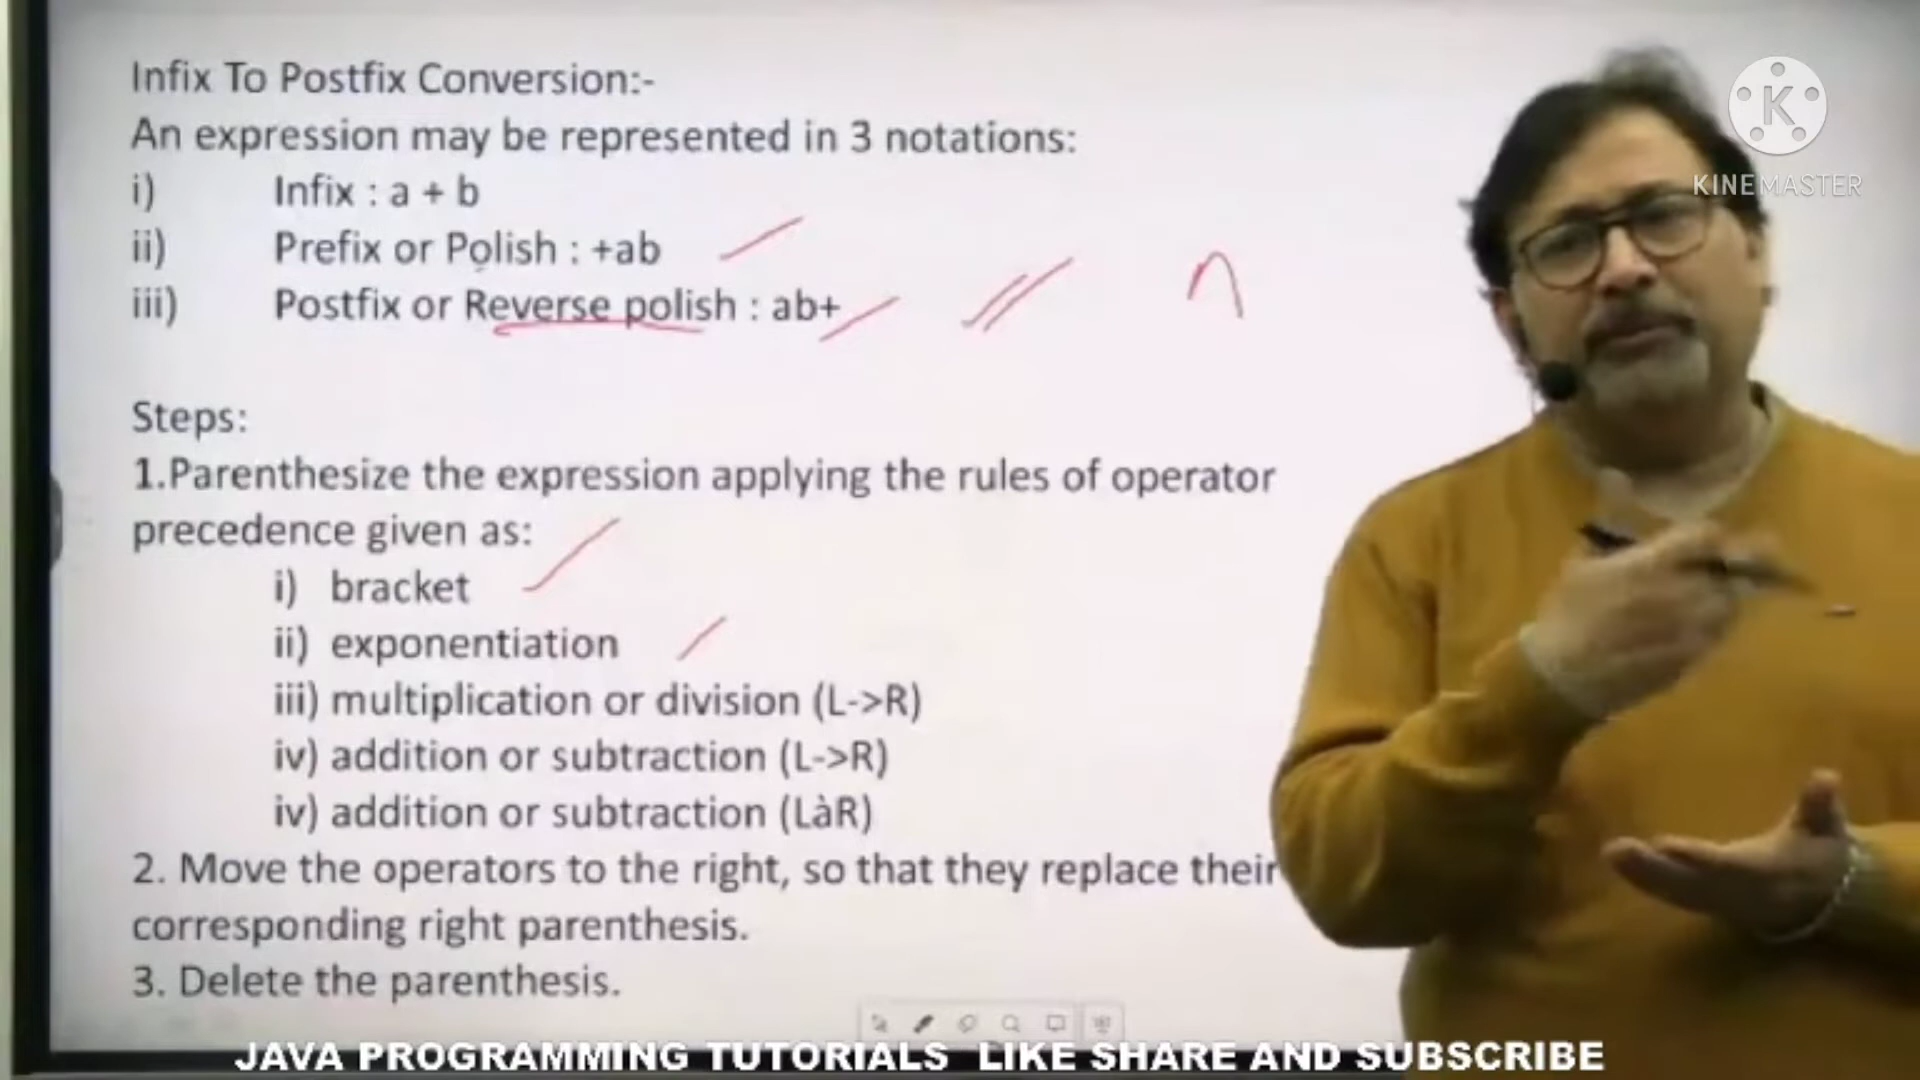 Infix To Postfix Conversion:-
An expression may be represented in 3 notations:
i) Infix : a + b
ii) Prefix or Polish : +ab
iii) Postfix or Reverse polish : ab+
Steps:
1.Parenthesize the expression applying the rules of operator
precedence given as:
i) bracket
ii) exponentiation
iii) multiplication or division (L->R)
iv) addition or subtraction (L->R)
iv) addition or subtraction (LàR)
2. Move the operators to the right, so that they replace their
corresponding right parenthesis.
3. Delete the parenthesis.
K
KINEMASTER
JAVA PROGRAMMING TUTORIALS LIKE SHARE AND SUBSCRIBE